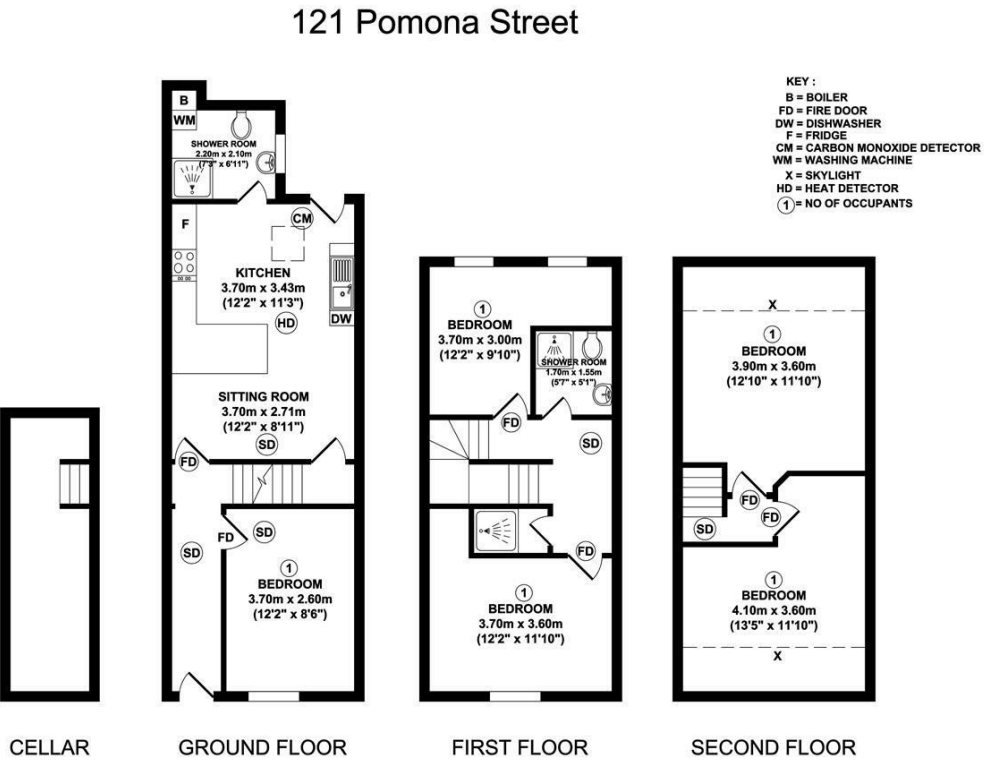 121 Pomona Street
KEY :
B = BOILER
FD = FIRE DOOR
DW = DISHWASHER
F = FRIDGE
CM = CARBON MONOXIDE DETECTOR
WM = WASHING MACHINE
X = SKYLIGHT
HD = HEAT DETECTOR
1 = NO OF OCCUPANTS
B
WM
SHOWER ROOM
2.20m x 2.10m
(7'3" x 6'11")
F
CM
KITCHEN
3.70m x 3.43m
(12'2" x 11'3")
HD
DW
SITTING ROOM
3.70m x 2.71m
(12'2" x 8'11")
SD
FD
SD
FD
SD
1
BEDROOM
3.70m x 2.60m
(12'2" x 8'6")
1
BEDROOM
3.70m x 3.00m
(12'2" x 9'10")
SHOWER ROOM
1.70m x 1.55m
(5'7" x 5'1")
FD
SD
FD
1
BEDROOM
3.70m x 3.60m
(12'2" x 11'10")
X
1
BEDROOM
3.90m x 3.60m
(12'10" x 11'10")
FD
FD
SD
1
BEDROOM
4.10m x 3.60m
(13'5" x 11'10")
X
CELLAR
GROUND FLOOR
FIRST FLOOR
SECOND FLOOR